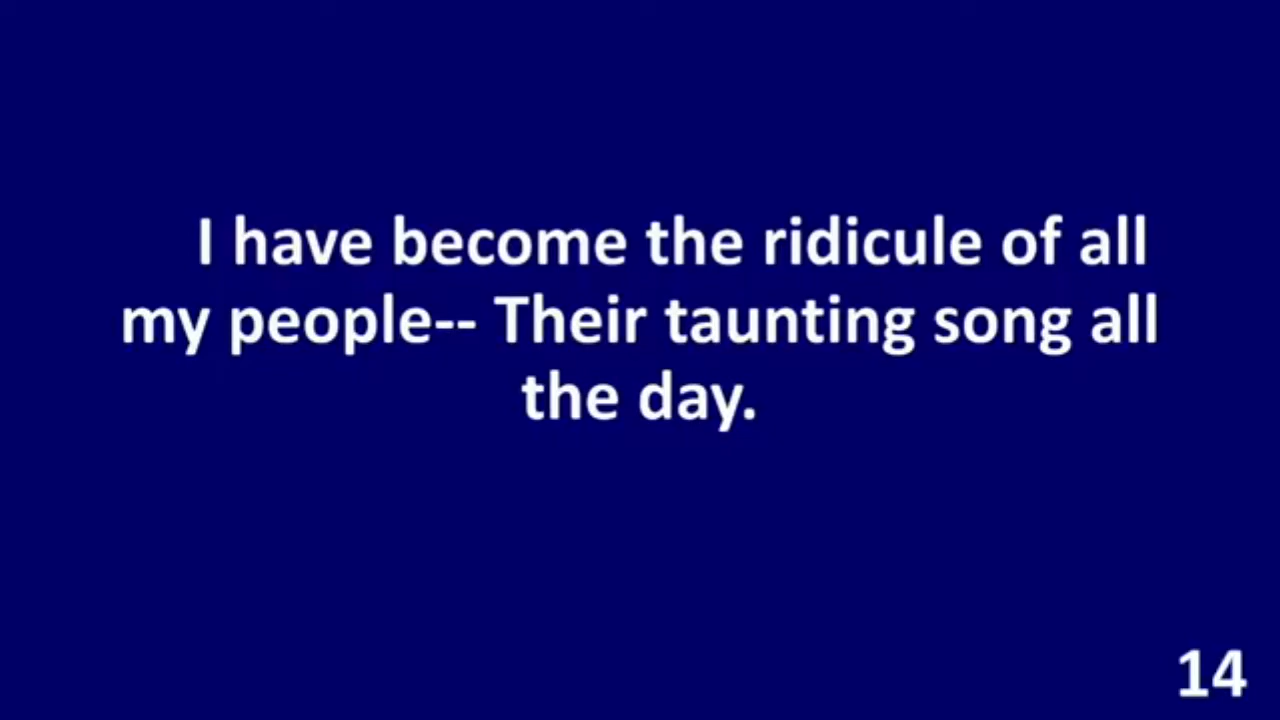 I have become the ridicule of all
my people-- Their taunting song all
the day.
14